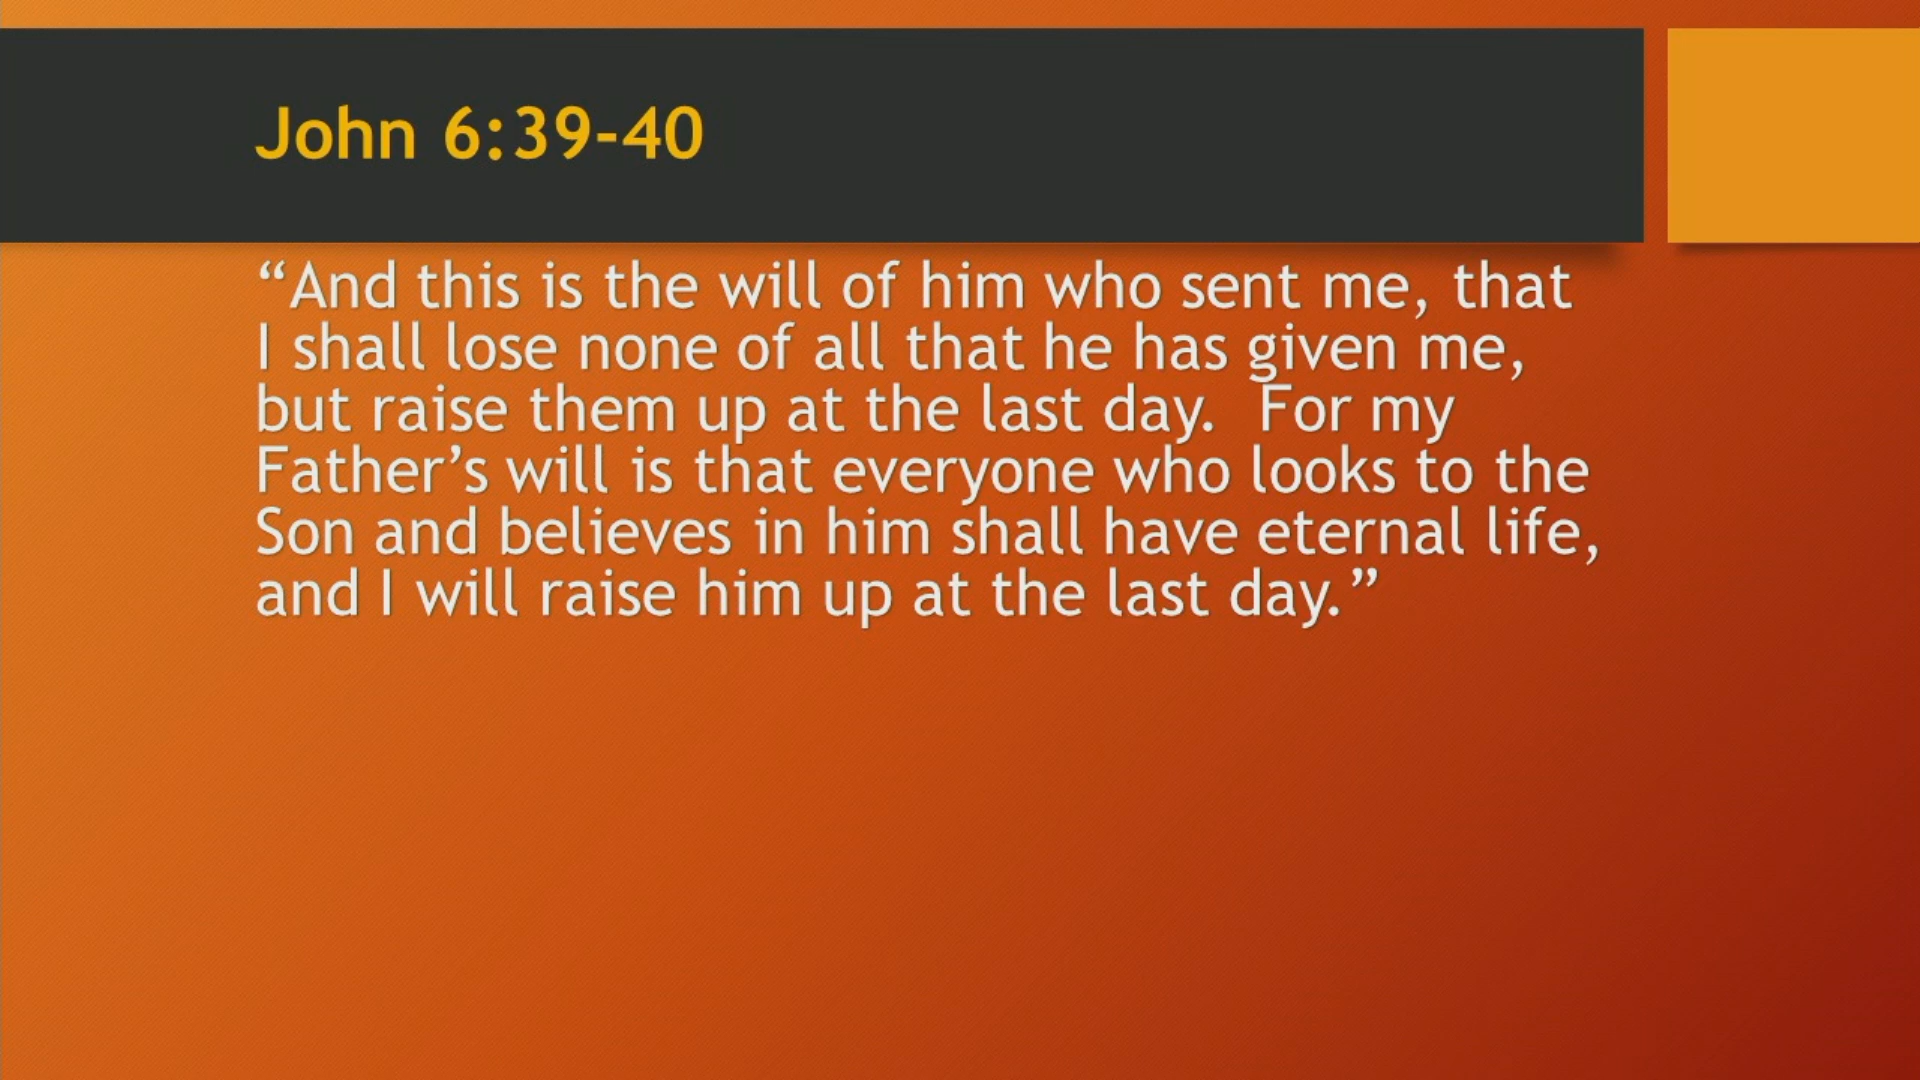 John 6:39-40
“And this is the will of him who sent me, that
I shall lose none of all that he has given me,
but raise them up at the last day.  For my
Father’s will is that everyone who looks to the
Son and believes in him shall have eternal life,
and I will raise him up at the last day.”